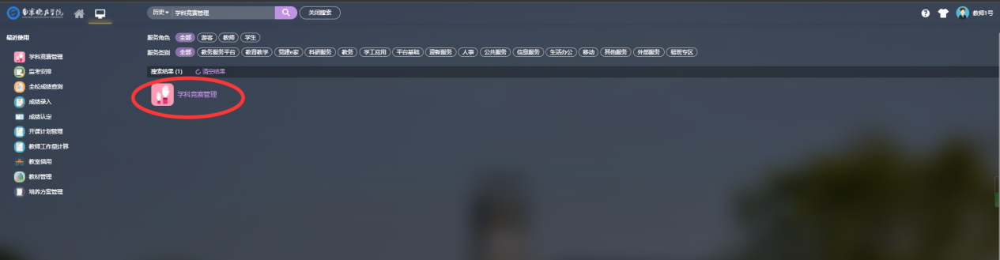 南京晓庄学院
历史 学科竞赛管理 关闭搜索
教师1号
最近使用
学科竞赛管理
监考安排
全校成绩查询
成绩录入
成绩认定
开课计划管理
教师工作量计算
教室借用
教材管理
培养方案管理
服务角色 全部 游客 教师 学生
服务类别 全部 教务服务平台 教育教学 党建e家 科研服务 教务 学工应用 平台基础 迎新服务 人事 公共服务 信息服务 生活办公 移动 其他服务 外部服务 星班专区
搜索结果 (1) 清空结果
学科竞赛管理